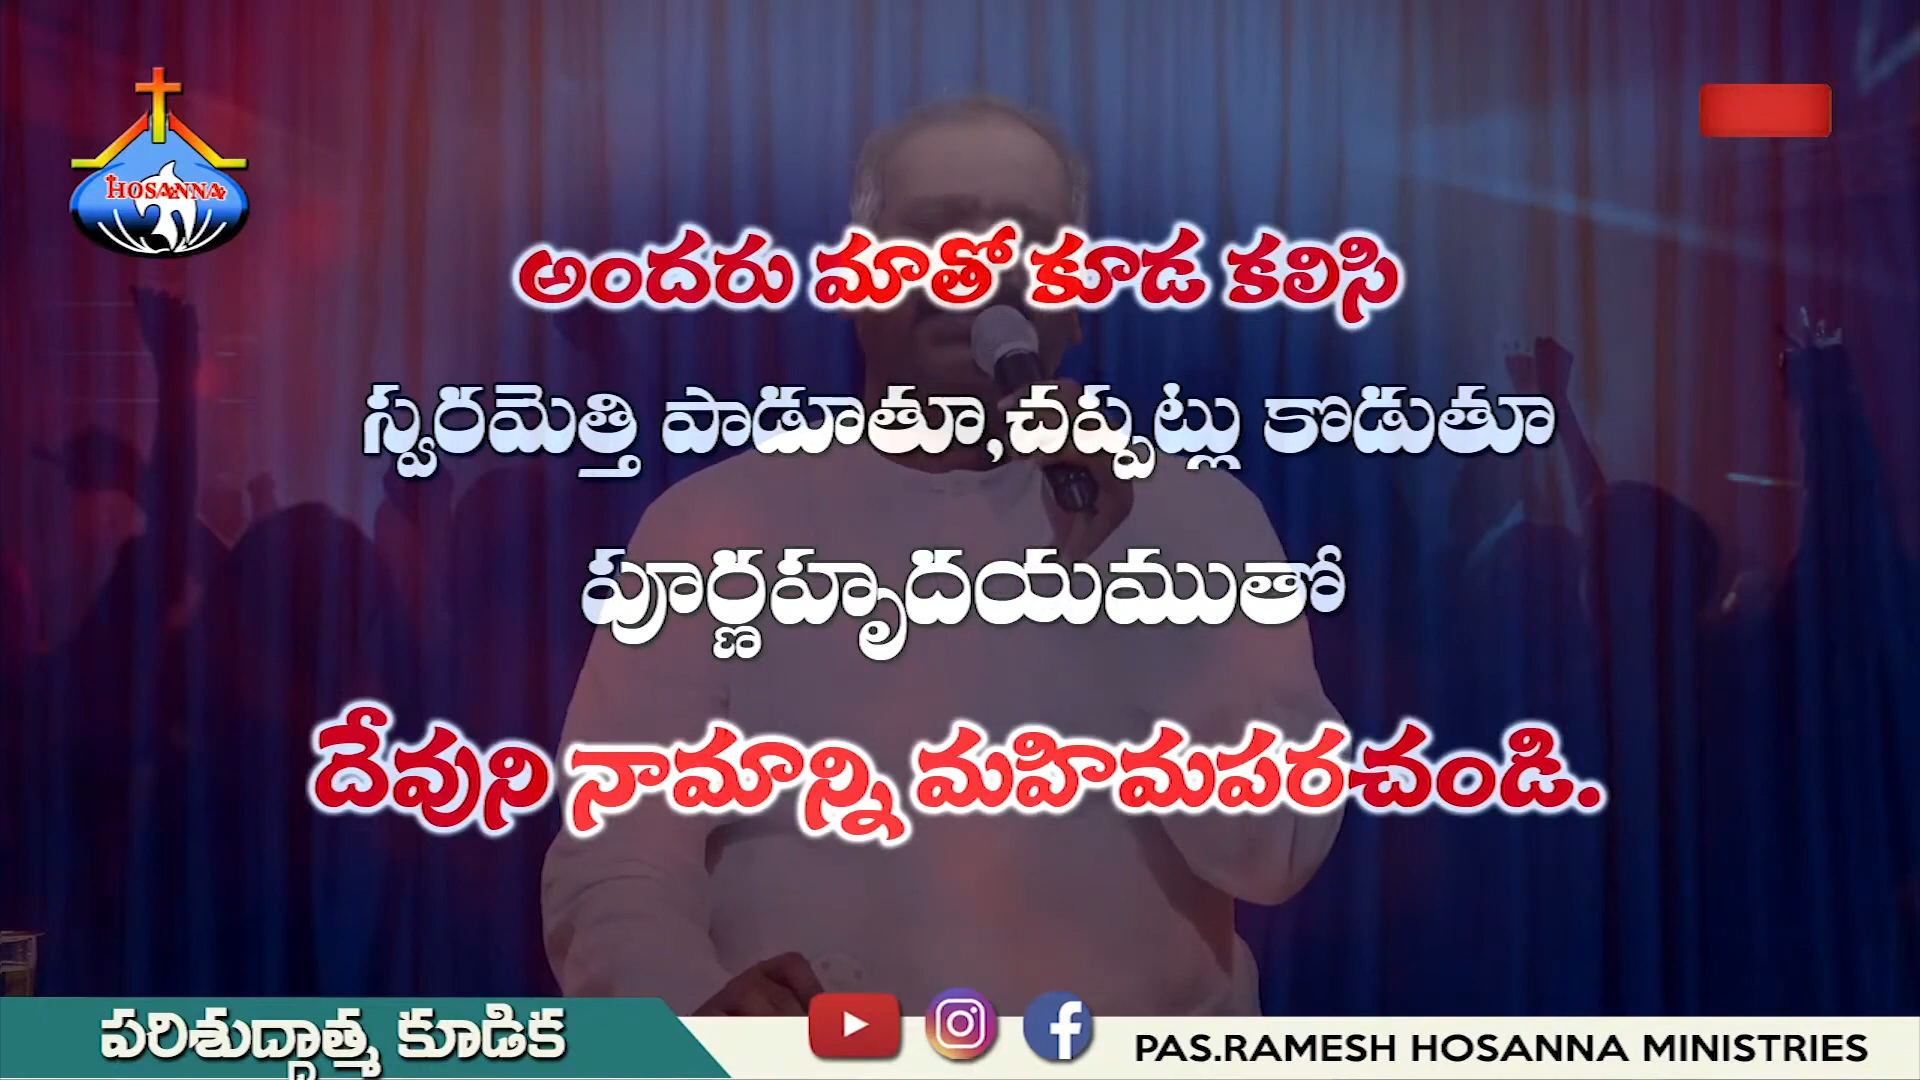 HOSANNA
అందరు మాతో కూడ కలిసి
స్వరమెత్తి పాడుతూ,చప్పట్లు కొడుతూ
పూర్ణహృదయముతో
దేవుని నామాన్ని మహిమపరచండి.
పరిశుద్ధాత్మ కూడిక
PAS.RAMESH HOSANNA MINISTRIES